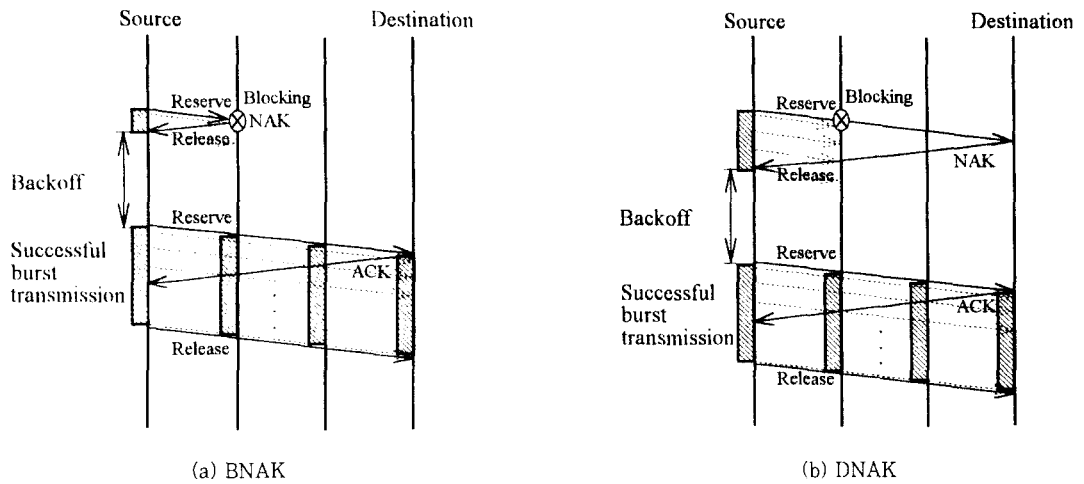 Source
Destination
Reserve
Blocking
NAK
Release
Backoff
Reserve
Successful
burst
transmission
ACK
Release
(a) BNAK
Source
Destination
Reserve
Blocking
NAK
Release
Backoff
Reserve
Successful
burst
transmission
ACK
Release
(b) DNAK